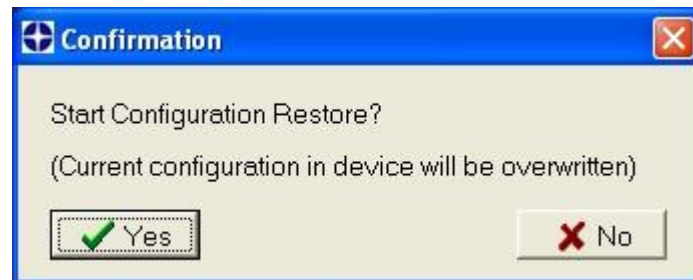 Confirmation
Start Configuration Restore?
(Current configuration in device will be overwritten)
Yes
No